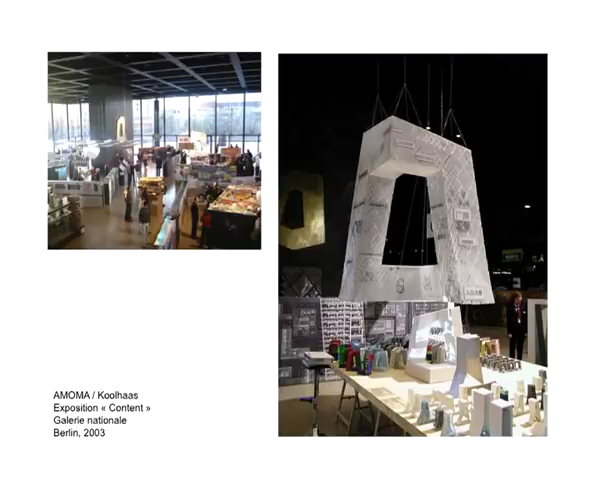 AMOMA / Koolhaas
Exposition « Content »
Galerie nationale
Berlin, 2003